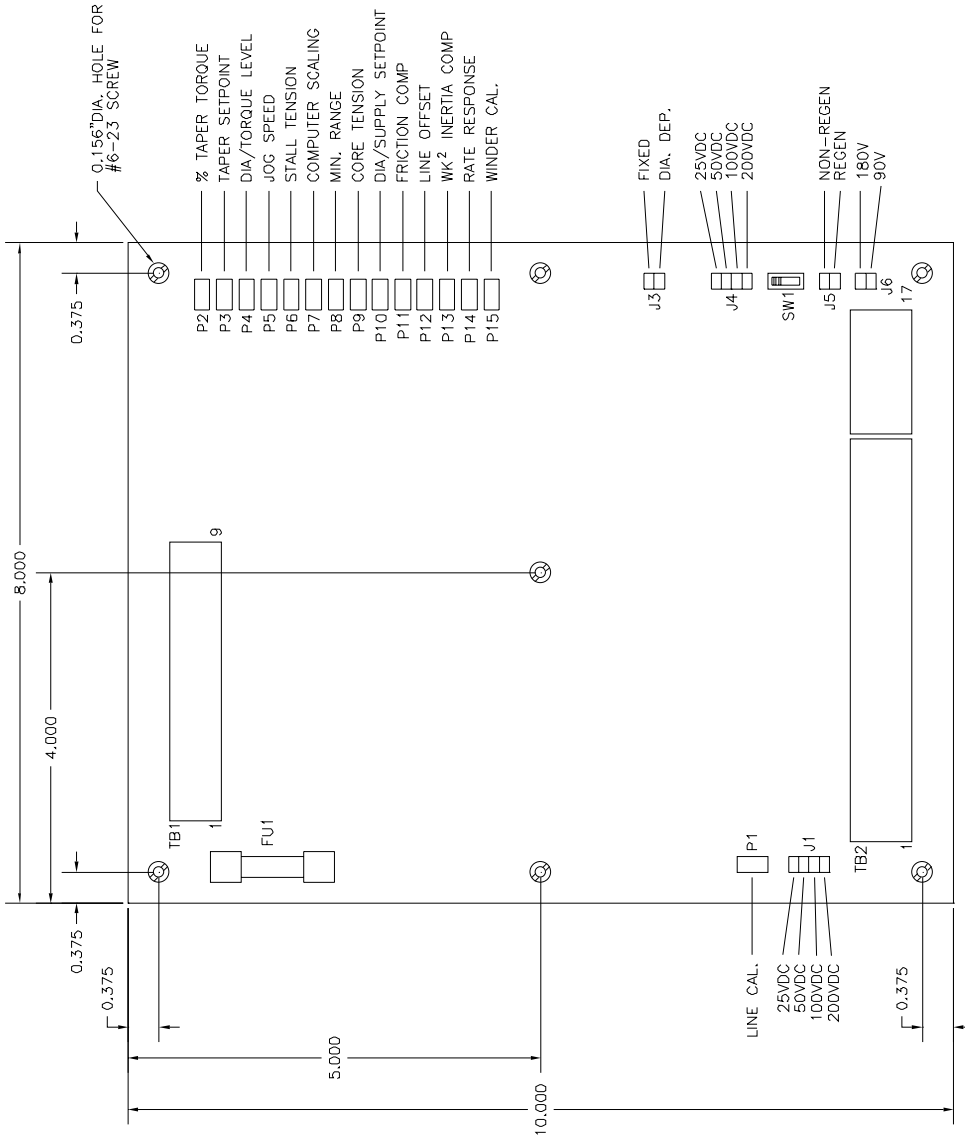 0.156"DIA. HOLE FOR
#6-23 SCREW
8.000
0.375
4.000
0.375
0.375
5.000
10.000
0.375
TB1
1
9
FU1
P2
% TAPER TORQUE
P3
TAPER SETPOINT
P4
DIA/TORQUE LEVEL
P5
JOG SPEED
P6
STALL TENSION
P7
COMPUTER SCALING
P8
MIN. RANGE
P9
CORE TENSION
P10
DIA/SUPPLY SETPOINT
P11
FRICTION COMP
P12
LINE OFFSET
P13
WK² INERTIA COMP
P14
RATE RESPONSE
P15
WINDER CAL.
J3
FIXED
DIA. DEP.
J4
25VDC
50VDC
100VDC
200VDC
SW1
J5
NON-REGEN
REGEN
J6
180V
90V
17
P1
LINE CAL.
J1
25VDC
50VDC
100VDC
200VDC
TB2
1